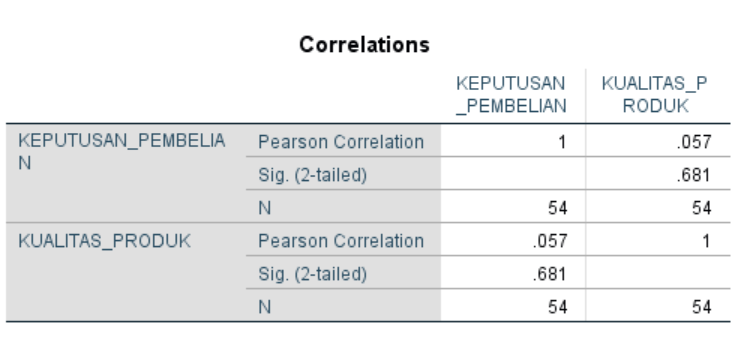 Correlations
KEPUTUSAN
_PEMBELIAN
KUALITAS_P
RODUK
KEPUTUSAN_PEMBELIA
N
Pearson Correlation 1 .057
Sig. (2-tailed) .681
N 54 54
KUALITAS_PRODUK Pearson Correlation .057 1
Sig. (2-tailed) .681
N 54 54